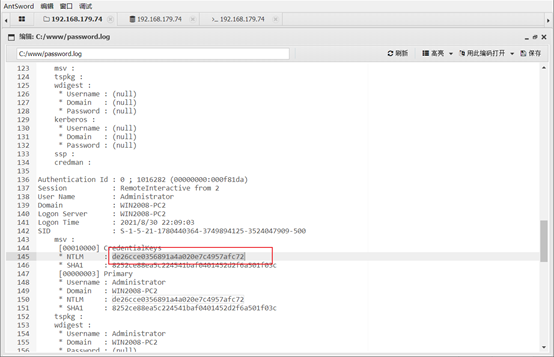 AntSword 编辑 窗口 调试
192.168.179.74 192.168.179.74 192.168.179.74
编辑: C:/www/password.log
C:/www/password.log 刷新 高亮 用此编码打开 保存
123 msv :
124 tspkg :
125 wdigest :
126 * Username : (null)
127 * Domain : (null)
128 * Password : (null)
129 kerberos :
130 * Username : (null)
131 * Domain : (null)
132 * Password : (null)
133 ssp :
134 credman :
135
136 Authentication Id : 0 ; 1016282 (00000000:000f81da)
137 Session : RemoteInteractive from 2
138 User Name : Administrator
139 Domain : WIN2008-PC2
140 Logon Server : WIN2008-PC2
141 Logon Time : 2021/8/30 22:09:03
142 SID : S-1-5-21-1780440364-3749894125-3524047909-500
143 msv :
144 [00010000] CredentialKeys
145 * NTLM : de26cce0356891a4a020e7c4957afc72
146 * SHA1 : 8252ce88ea5c224541baf0401452d2f6a501f03c
147 [00000003] Primary
148 * Username : Administrator
149 * Domain : WIN2008-PC2
150 * NTLM : de26cce0356891a4a020e7c4957afc72
151 * SHA1 : 8252ce88ea5c224541baf0401452d2f6a501f03c
152 tspkg :
153 wdigest :
154 * Username : Administrator
155 * Domain : WIN2008-PC2
156 * Password : (null)